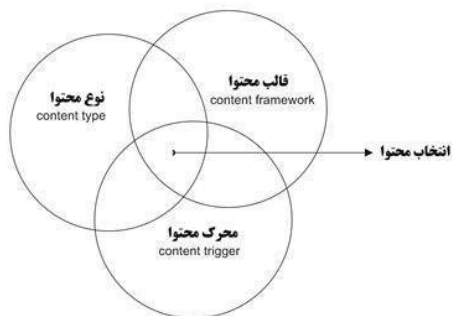 قالب محتوا
content framework
نوع محتوا
content type
انتخاب محتوا
محرک محتوا
content trigger